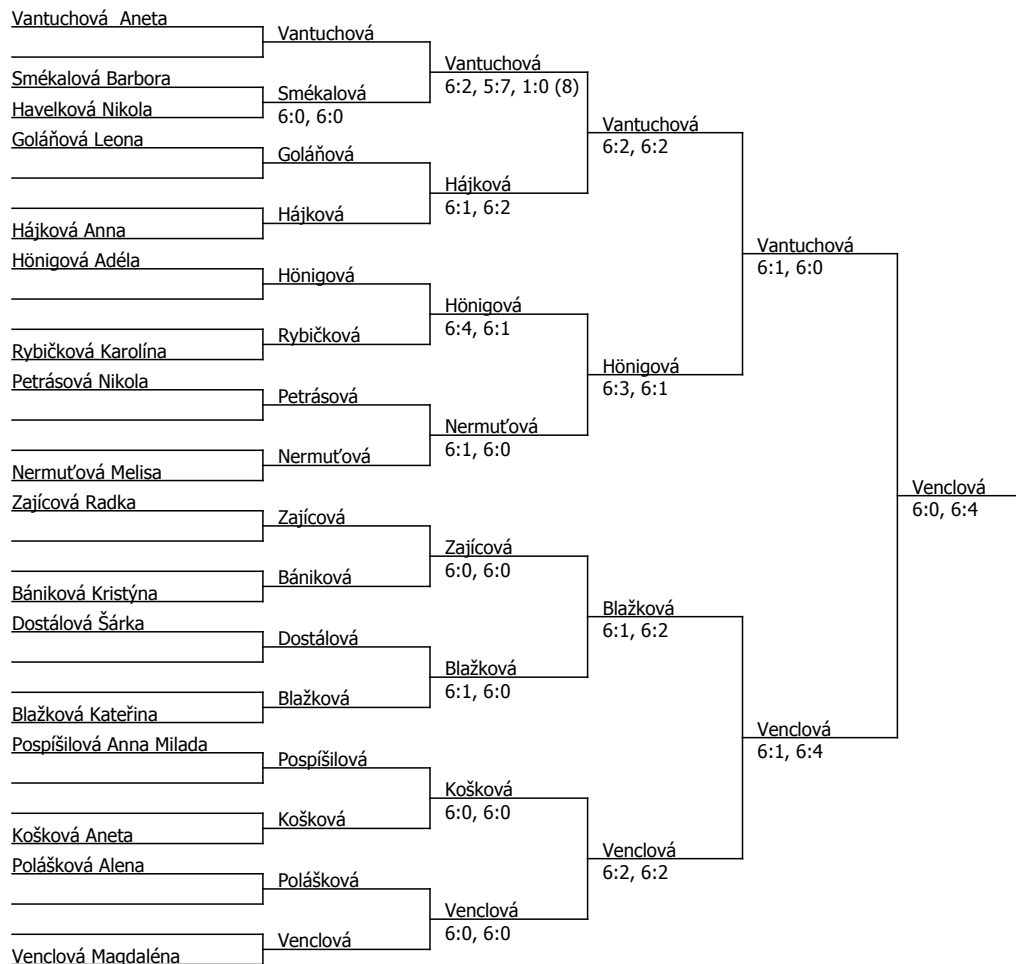 Vantuchová  Aneta
Smékalová Barbora
Havelková Nikola
Goláňová Leona
Hájková Anna
Hönigová Adéla
Rybičková Karolína
Petrásová Nikola
Nermuťová Melisa
Zajícová Radka
Bániková Kristýna
Dostálová Šárka
Blažková Kateřina
Pospíšilová Anna Milada
Košková Aneta
Polášková Alena
Venclová Magdaléna
Vantuchová
Smékalová
6:0, 6:0
Goláňová
Hájková
Hönigová
Rybičková
Petrásová
Nermuťová
Zajícová
Bániková
Dostálová
Blažková
Pospíšilová
Košková
Polášková
Venclová
Vantuchová
6:2, 5:7, 1:0 (8)
Hájková
6:1, 6:2
Hönigová
6:4, 6:1
Nermuťová
6:1, 6:0
Zajícová
6:0, 6:0
Blažková
6:1, 6:0
Košková
6:0, 6:0
Venclová
6:0, 6:0
Vantuchová
6:2, 6:2
Hönigová
6:3, 6:1
Blažková
6:1, 6:2
Venclová
6:2, 6:2
Vantuchová
6:1, 6:0
Venclová
6:1, 6:4
Venclová
6:0, 6:4